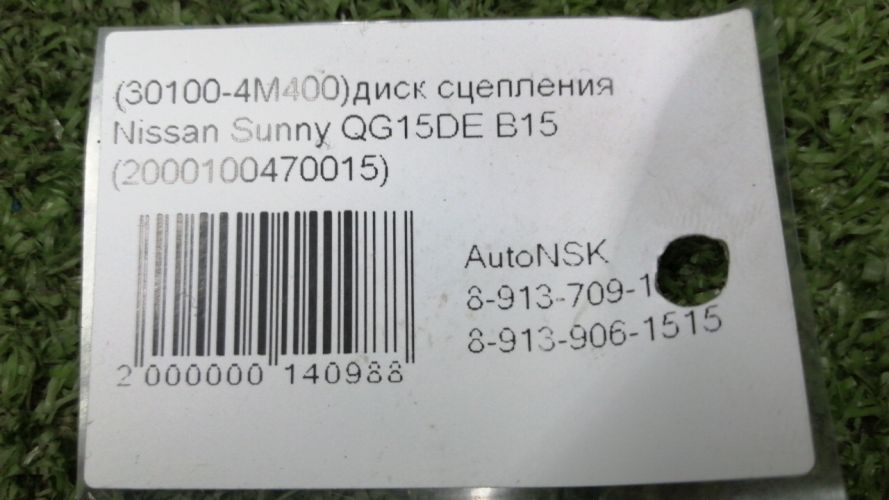 (30100-4M400)диск сцепления
Nissan Sunny QG15DE B15
(2000100470015)
AutoNSK
8-913-709-1
8-913-906-1515
2 000000 140988